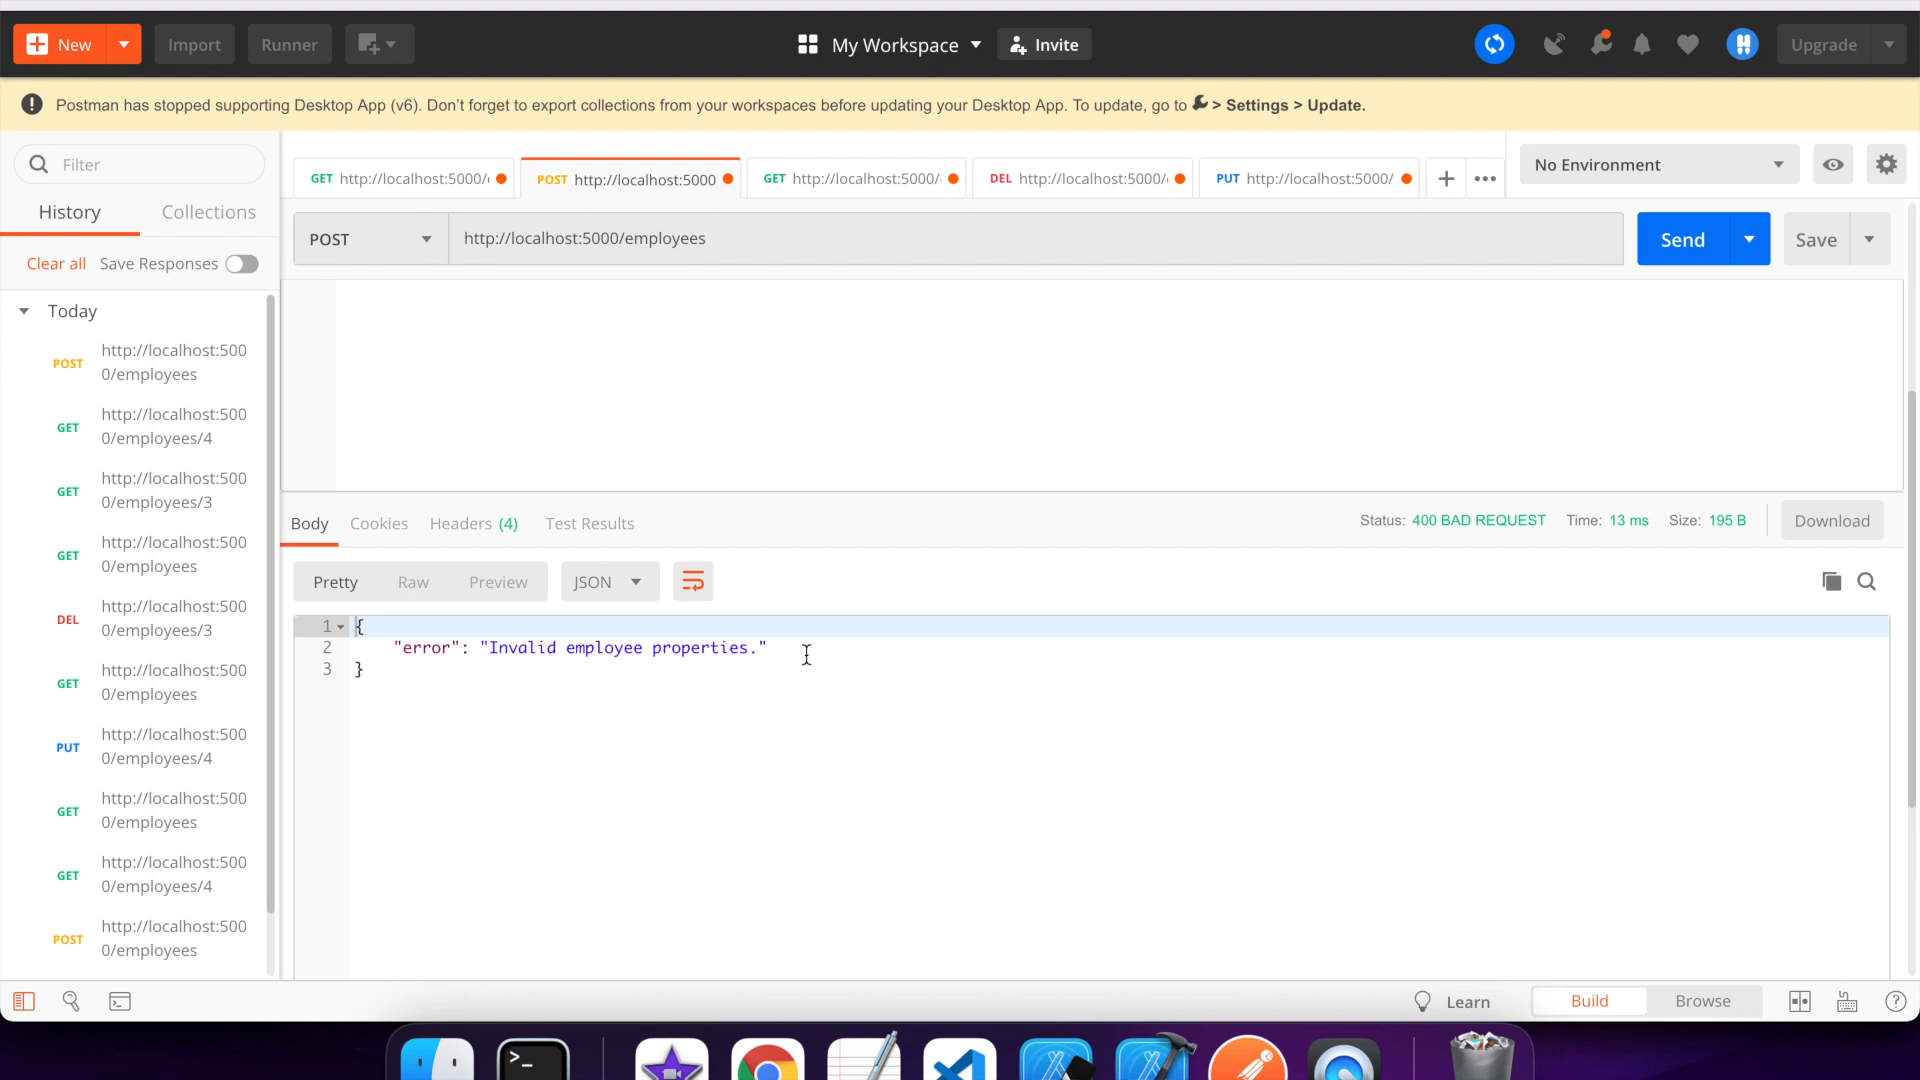 New
Import
Runner
My Workspace
Invite
Upgrade
Postman has stopped supporting Desktop App (v6). Don't forget to export collections from your workspaces before updating your Desktop App. To update, go to > Settings > Update.
Filter
History
Collections
Clear all
Save Responses
Today
POST
http://localhost:500
0/employees
GET
http://localhost:500
0/employees/4
GET
http://localhost:500
0/employees/3
GET
http://localhost:500
0/employees
DEL
http://localhost:500
0/employees/3
GET
http://localhost:500
0/employees
PUT
http://localhost:500
0/employees/4
GET
http://localhost:500
0/employees
GET
http://localhost:500
0/employees/4
POST
http://localhost:500
0/employees
GET http://localhost:5000/
POST http://localhost:5000
GET http://localhost:5000/
DEL http://localhost:5000/
PUT http://localhost:5000/
No Environment
POST
http://localhost:5000/employees
Send
Save
Body
Cookies
Headers (4)
Test Results
Status: 400 BAD REQUEST
Time: 13 ms
Size: 195 B
Download
Pretty
Raw
Preview
JSON
1 {
2 "error": "Invalid employee properties."
3 }
Learn
Build
Browse